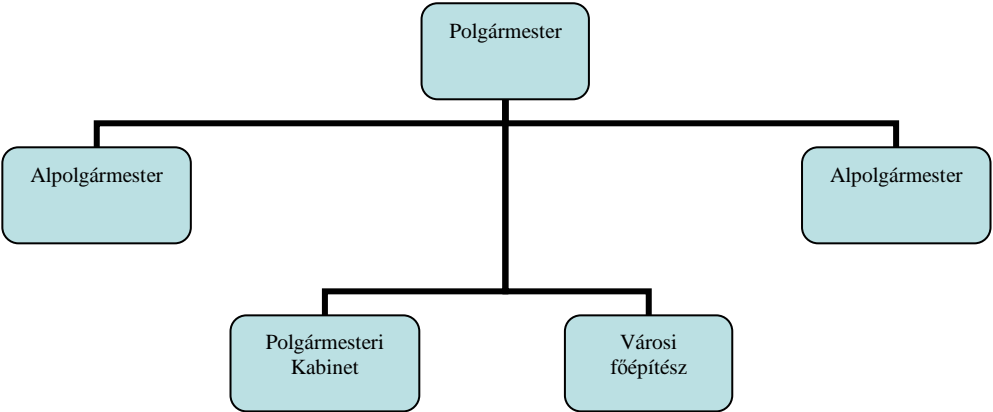 Polgármester
Alpolgármester
Alpolgármester
Polgármesteri
Kabinet
Városi
főépítész